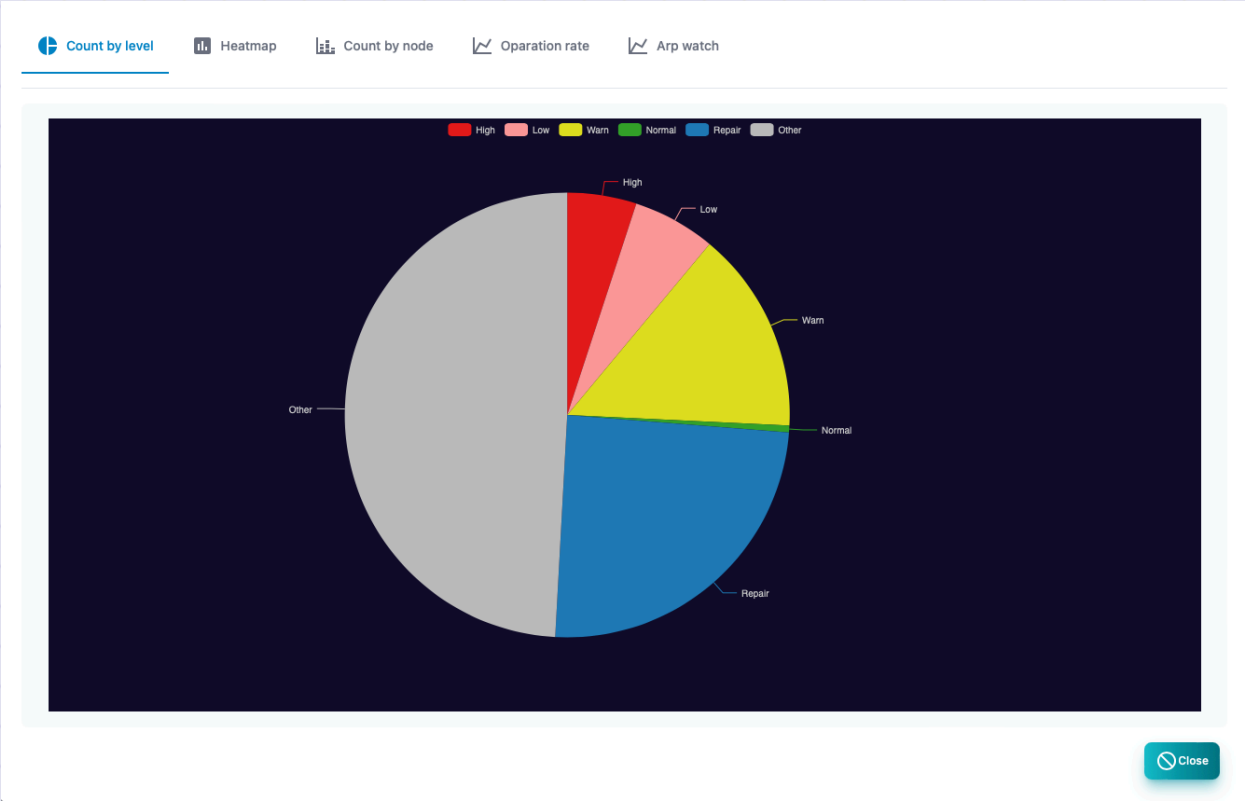 Count by level Heatmap Count by node Oparation rate Arp watch
High Low Warn Normal Repair Other
High
Low
Warn
Other
Normal
Repair
Close